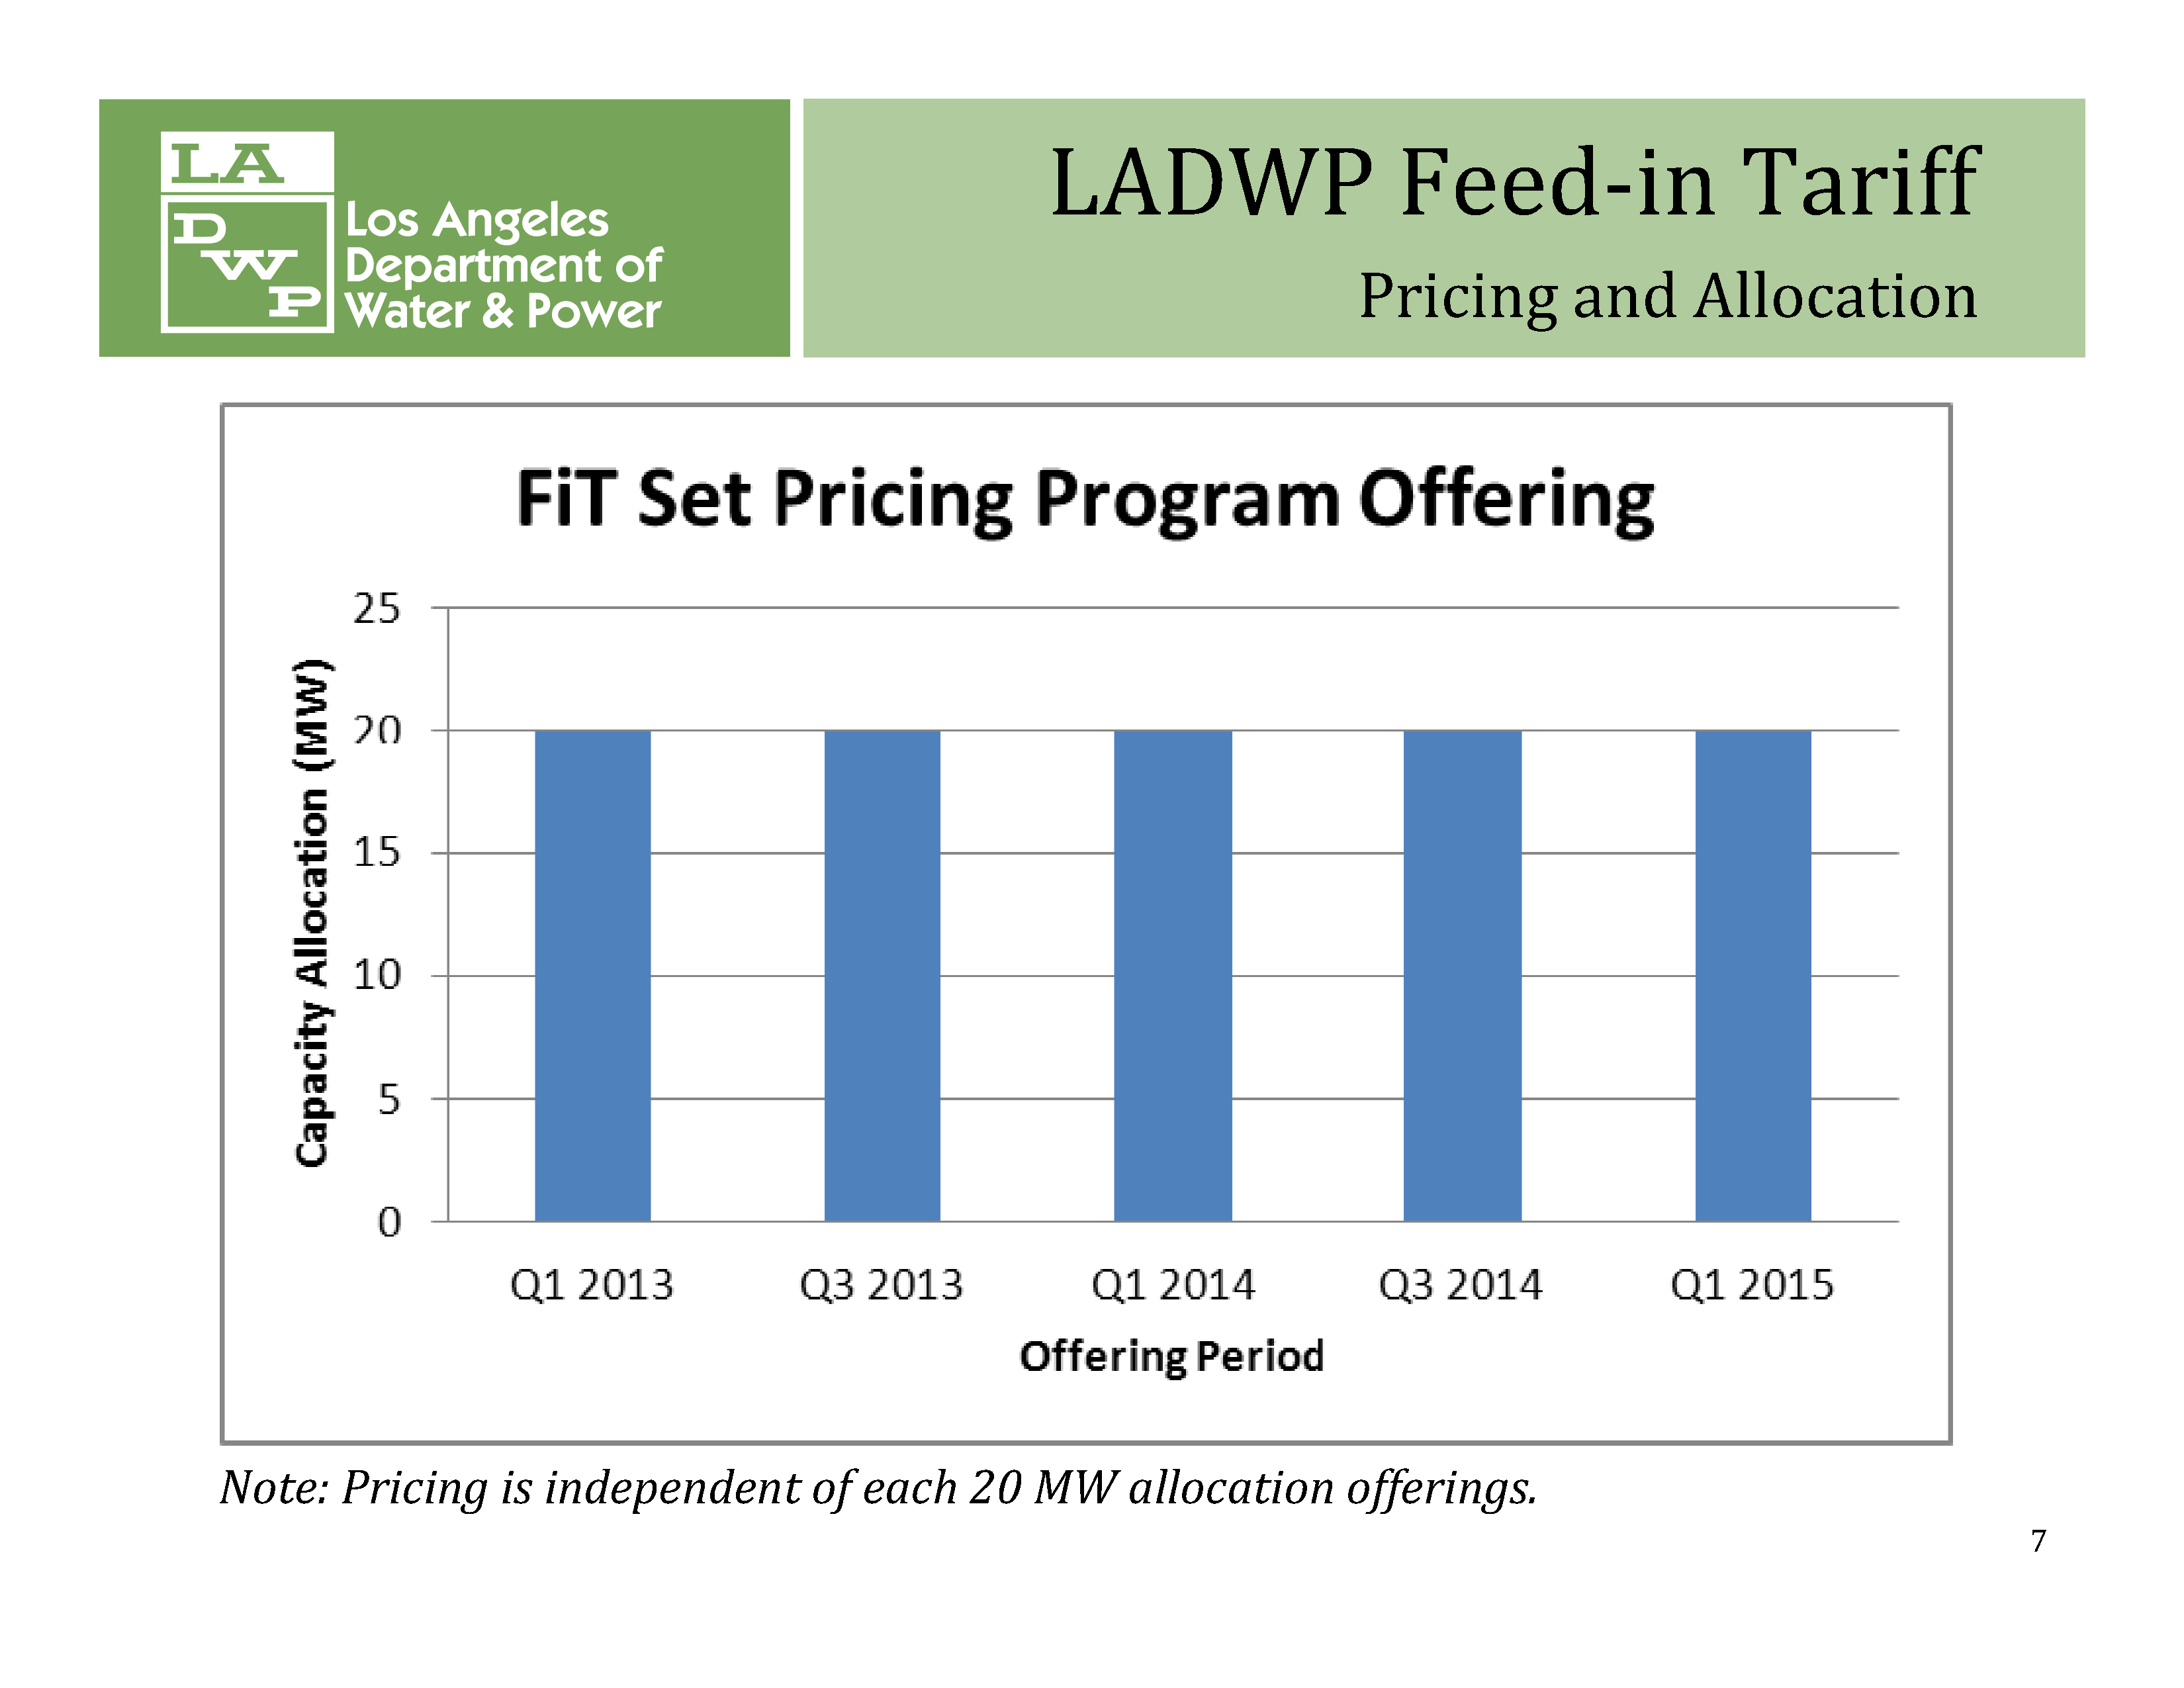 LA
D
W
P
Los Angeles
Department of
Water & Power
LADWP Feed-in Tariff
Pricing and Allocation
FiT Set Pricing Program Offering
Capacity Allocation (MW)
25
20
15
10
5
0
Q1 2013 Q3 2013 Q1 2014 Q3 2014 Q1 2015
Offering Period
Note: Pricing is independent of each 20 MW allocation offerings.
7